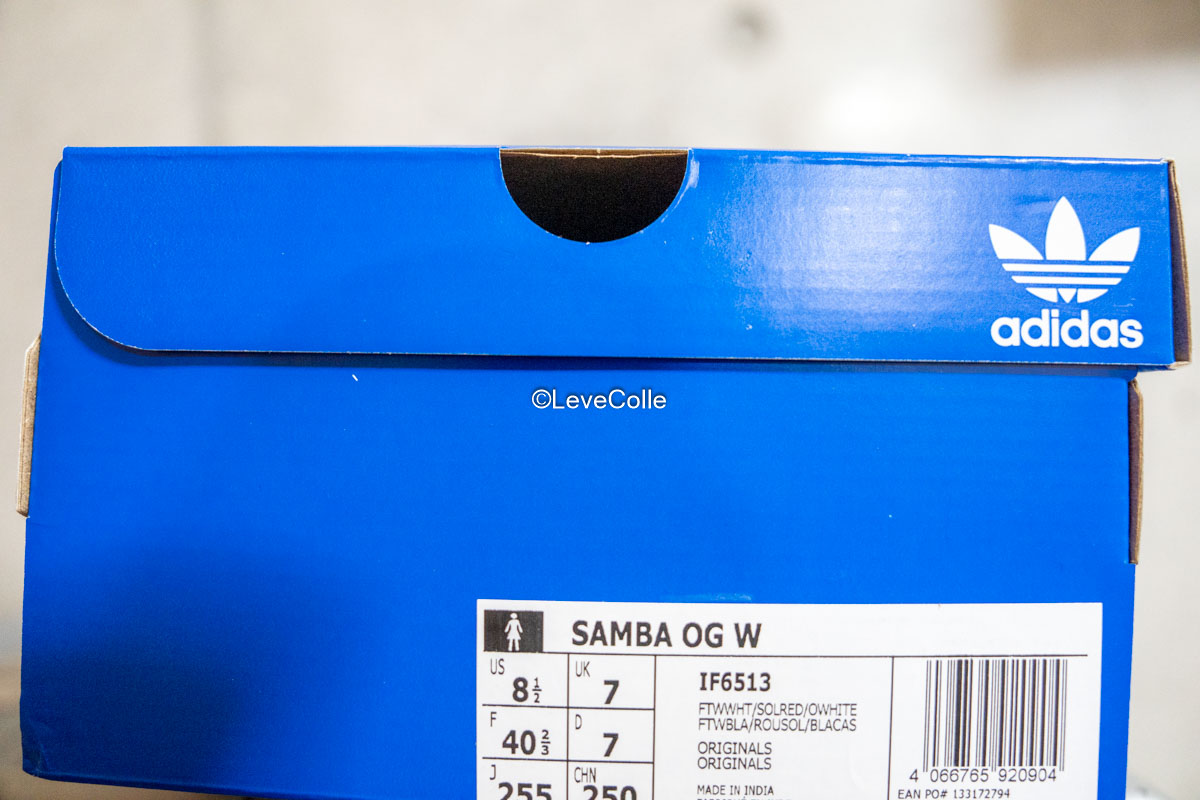 adidas
©LeveColle
SAMBA OG W
US 8½ UK 7
F 40⅔ D 7
J 255 CHN 250
IF6513
FTWWHT/SOLRED/OWHITE
FTWBLA/ROUSOL/BLACAS
ORIGINALS
ORIGINALS
MADE IN INDIA
4 066765 920904
EAN PO# 133172794